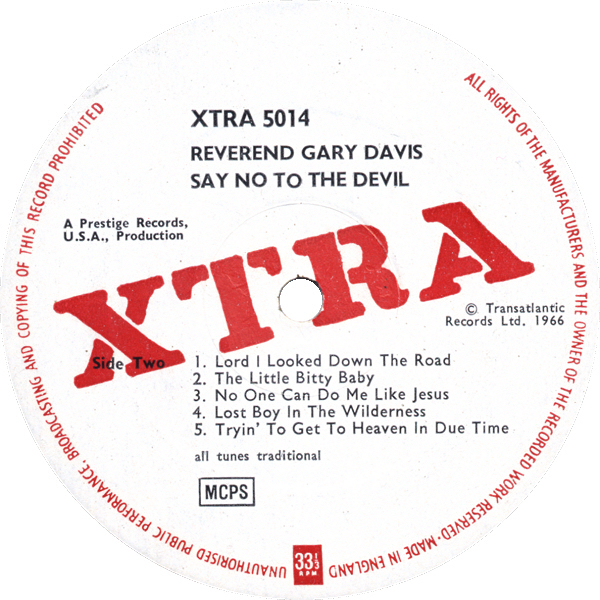 XTRA 5014
REVEREND GARY DAVIS
SAY NO TO THE DEVIL
A Prestige Records,
U.S.A., Production
XTRA
© Transatlantic
Records Ltd. 1966
Side Two
1. Lord I Looked Down The Road
2. The Little Bitty Baby
3. No One Can Do Me Like Jesus
4. Lost Boy In The Wilderness
5. Tryin' To Get To Heaven In Due Time
all tunes traditional
MCPS
33 1/3
RPM
ALL RIGHTS OF THE MANUFACTURERS AND THE OWNER OF THE RECORDED WORK RESERVED · MADE IN ENGLAND
UNAUTHORISED PUBLIC PERFORMANCE, BROADCASTING AND COPYING OF THIS RECORD PROHIBITED